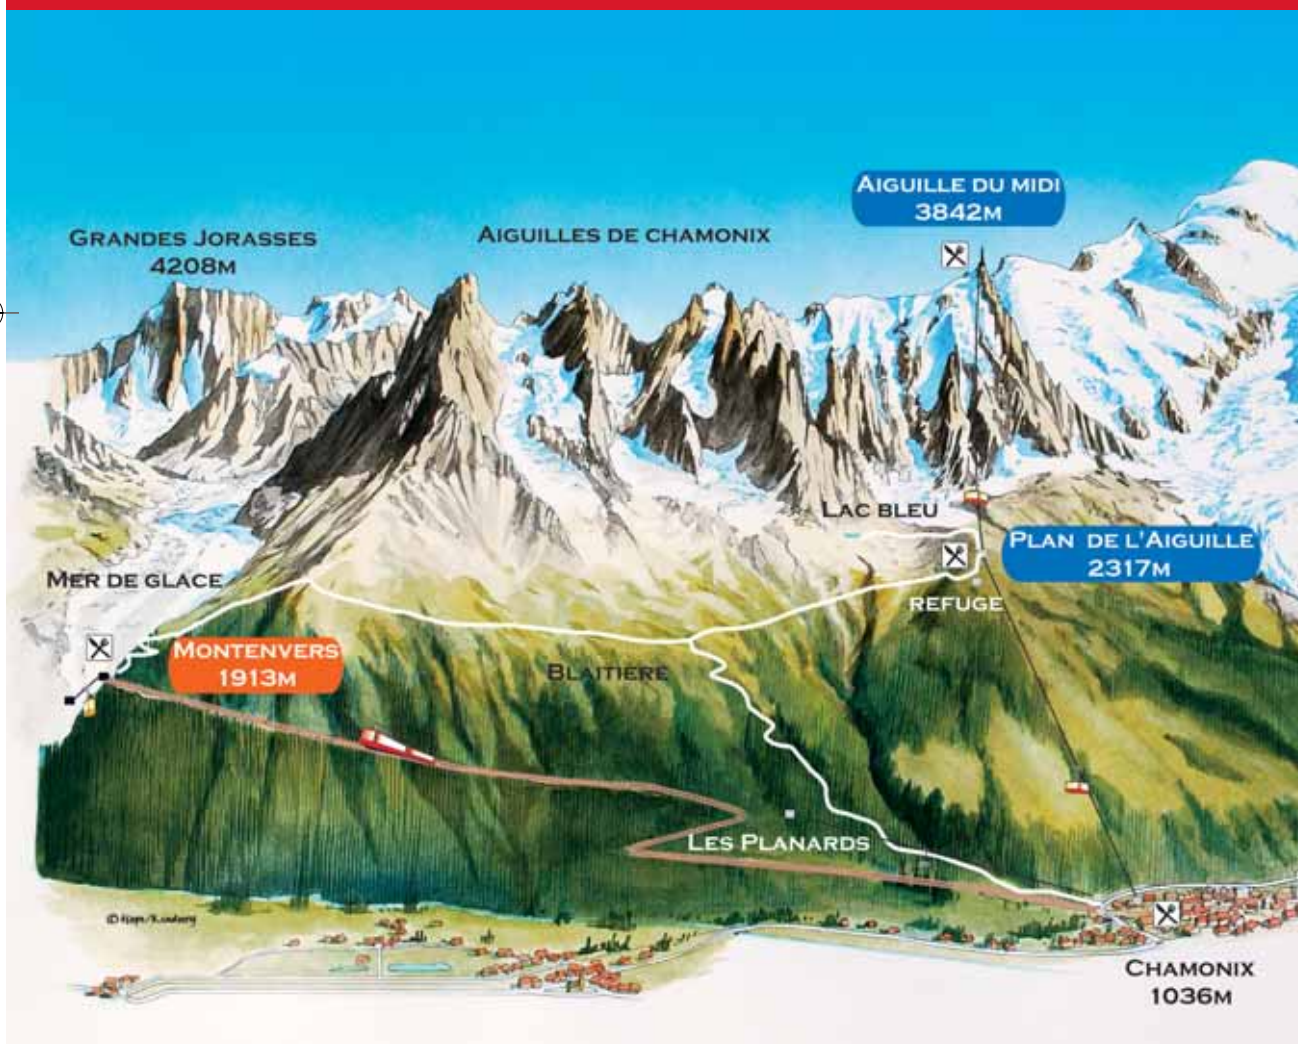 AIGUILLE DU MIDI
3842M
GRANDES JORASSES
4208M
AIGUILLES DE CHAMONIX
LAC BLEU
PLAN DE L'AIGUILLE
2317M
MER DE GLACE
REFUGE
MONTENVERS
1913M
BLAITIERE
LES PLANARDS
CHAMONIX
1036M